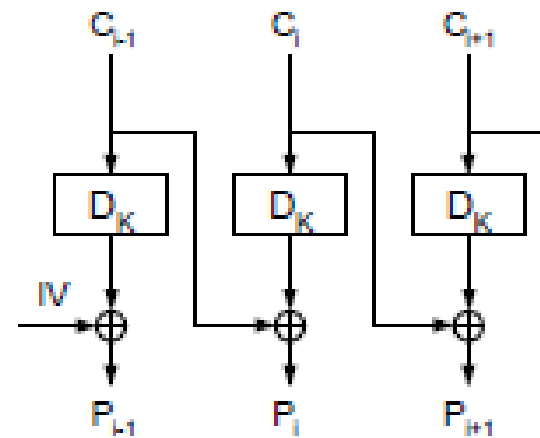 C_{i-1} C_i C_{i+1}
D_K D_K D_K
IV
P_{i-1} P_i P_{i+1}